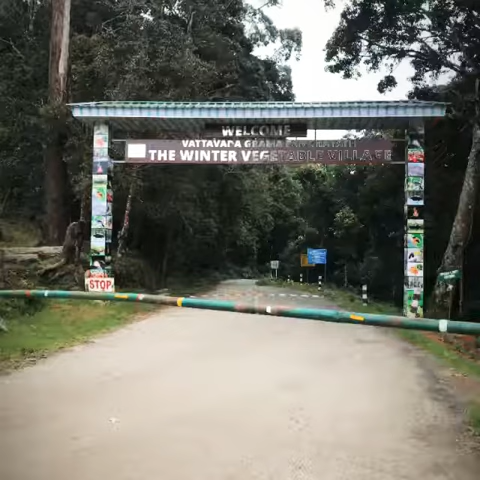 WELCOME
VATTAVADA GRAMA PANCHAYATH
THE WINTER VEGETABLE VILLAGE
STOP